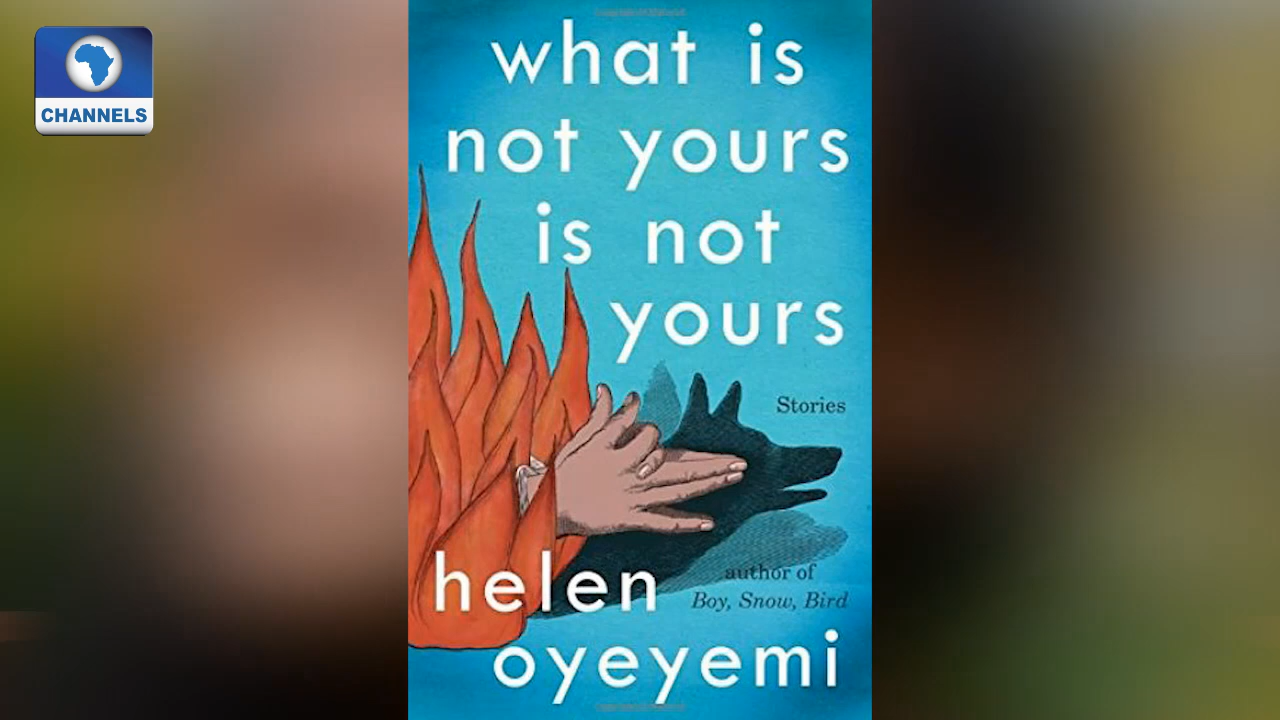 CHANNELS
what is
not yours
is not
yours
Stories
helen
author of
Boy, Snow, Bird
oyeyemi